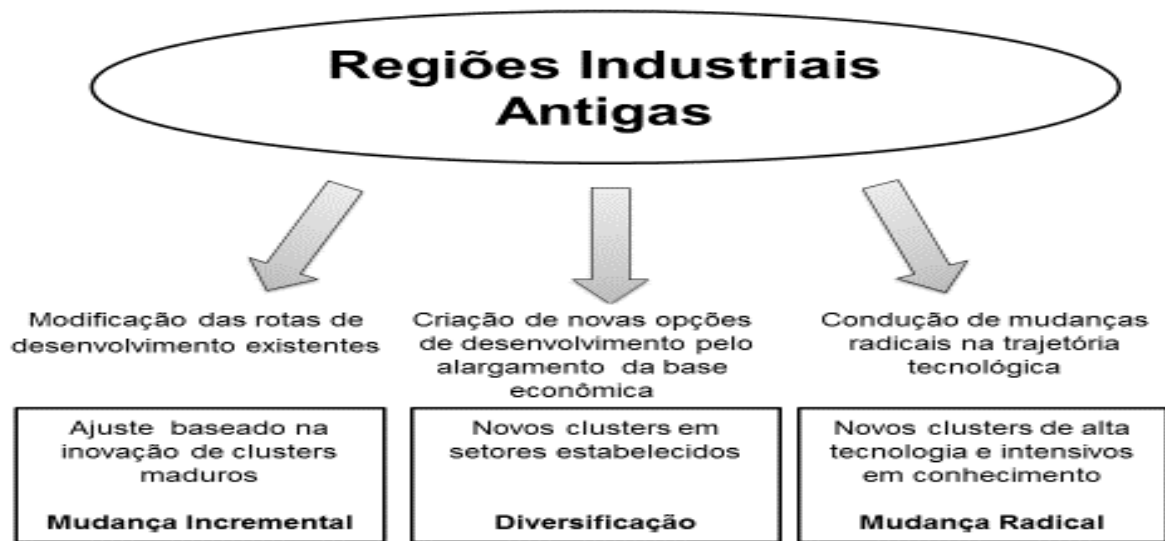 Regiões Industriais
Antigas
Modificação das rotas de
desenvolvimento existentes
Criação de novas opções
de desenvolvimento pelo
alargamento da base
econômica
Condução de mudanças
radicais na trajetória
tecnológica
Ajuste baseado na
inovação de clusters
maduros
Mudança Incremental
Novos clusters em
setores estabelecidos
Diversificação
Novos clusters de alta
tecnologia e intensivos
em conhecimento
Mudança Radical